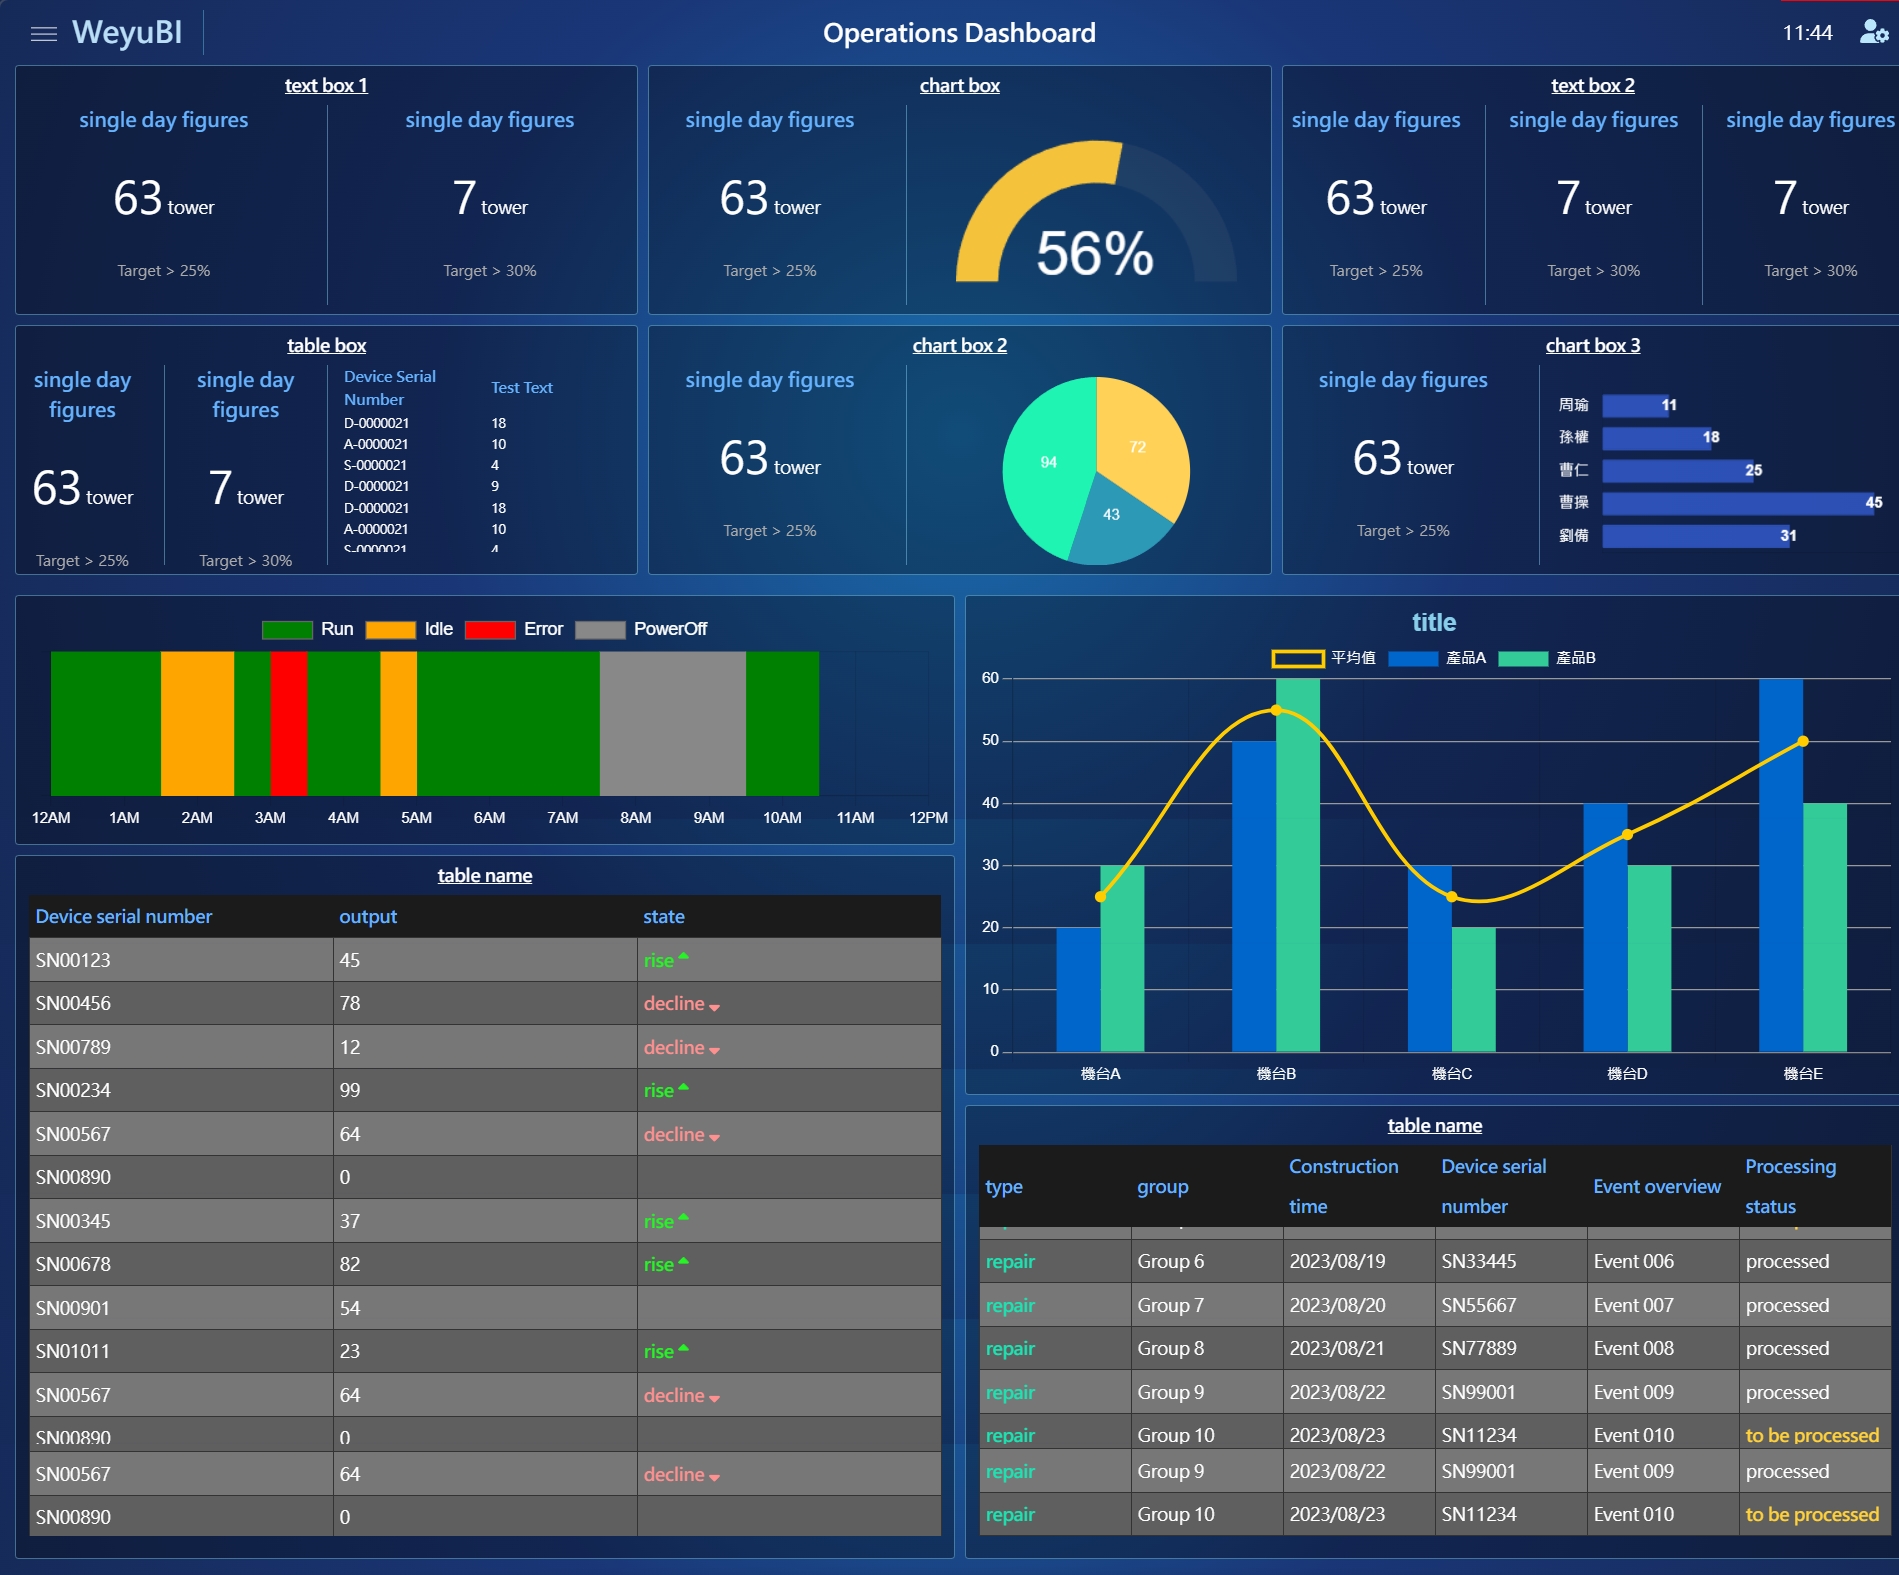 WeyuBI
Operations Dashboard
11:44
text box 1
single day figures
63 tower
Target > 25%
single day figures
7 tower
Target > 30%
chart box
single day figures
63 tower
Target > 25%
56%
text box 2
single day figures
63 tower
Target > 25%
single day figures
7 tower
Target > 30%
single day figures
7 tower
Target > 30%
table box
single day
figures
63 tower
Target > 25%
single day
figures
7 tower
Target > 30%
Device Serial
Number
Test Text
D-0000021 18
A-0000021 10
S-0000021 4
D-0000021 9
D-0000021 18
A-0000021 10
S-0000021 4
chart box 2
single day figures
63 tower
Target > 25%
94
72
43
chart box 3
single day figures
63 tower
Target > 25%
周瑜 11
孫權 18
曹仁 25
曹操 45
劉備 31
Run Idle Error PowerOff
12AM 1AM 2AM 3AM 4AM 5AM 6AM 7AM 8AM 9AM 10AM 11AM 12PM
title
平均值 產品A 產品B
60
50
40
30
20
10
0
機台A 機台B 機台C 機台D 機台E
table name
Device serial number output state
SN00123 45 rise
SN00456 78 decline
SN00789 12 decline
SN00234 99 rise
SN00567 64 decline
SN00890 0
SN00345 37 rise
SN00678 82 rise
SN00901 54
SN01011 23 rise
SN00567 64 decline
SN00890 0
SN00567 64 decline
SN00890 0
table name
type
group
Construction
time
Device serial
number
Event overview
Processing
status
repair Group 6 2023/08/19 SN33445 Event 006 processed
repair Group 7 2023/08/20 SN55667 Event 007 processed
repair Group 8 2023/08/21 SN77889 Event 008 processed
repair Group 9 2023/08/22 SN99001 Event 009 processed
repair Group 10 2023/08/23 SN11234 Event 010 to be processed
repair Group 9 2023/08/22 SN99001 Event 009 processed
repair Group 10 2023/08/23 SN11234 Event 010 to be processed